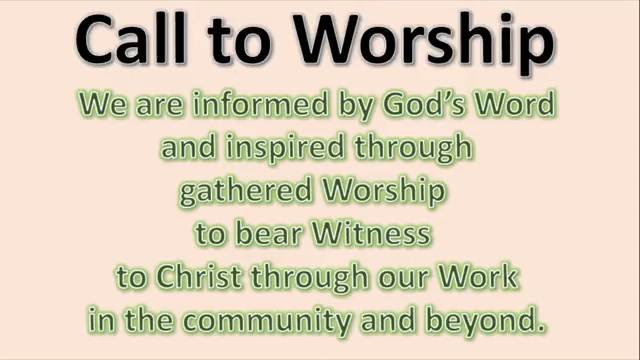 Call to Worship
We are informed by God's Word
and inspired through
gathered Worship
to bear Witness
to Christ through our Work
in the community and beyond.